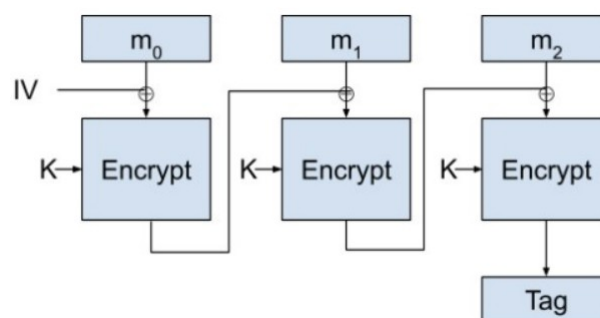 m₀ m₁ m₂
IV
K Encrypt K Encrypt K Encrypt
Tag